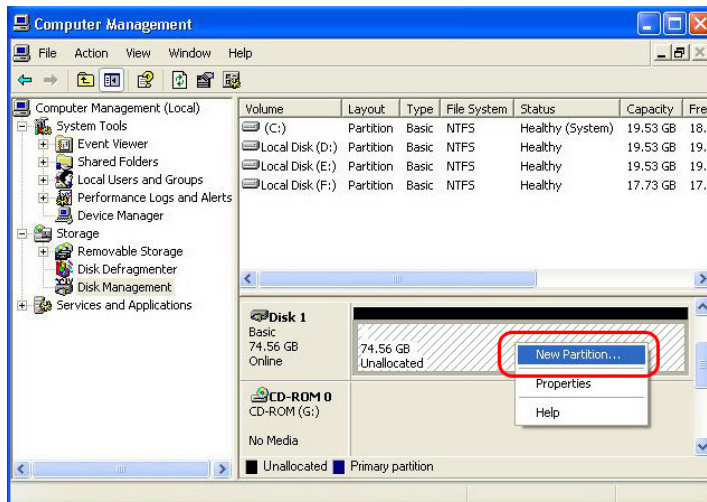 Computer Management
File Action View Window Help
Computer Management (Local)
System Tools
Event Viewer
Shared Folders
Local Users and Groups
Performance Logs and Alerts
Device Manager
Storage
Removable Storage
Disk Defragmenter
Disk Management
Services and Applications
Volume Layout Type File System Status Capacity Fre
(C:) Partition Basic NTFS Healthy (System) 19.53 GB 18.
Local Disk (D:) Partition Basic NTFS Healthy 19.53 GB 19.
Local Disk (E:) Partition Basic NTFS Healthy 19.53 GB 19.
Local Disk (F:) Partition Basic NTFS Healthy 17.73 GB 17.
Disk 1
Basic
74.56 GB
Online
74.56 GB
Unallocated
New Partition...
Properties
Help
CD-ROM 0
CD-ROM (G:)
No Media
Unallocated Primary partition